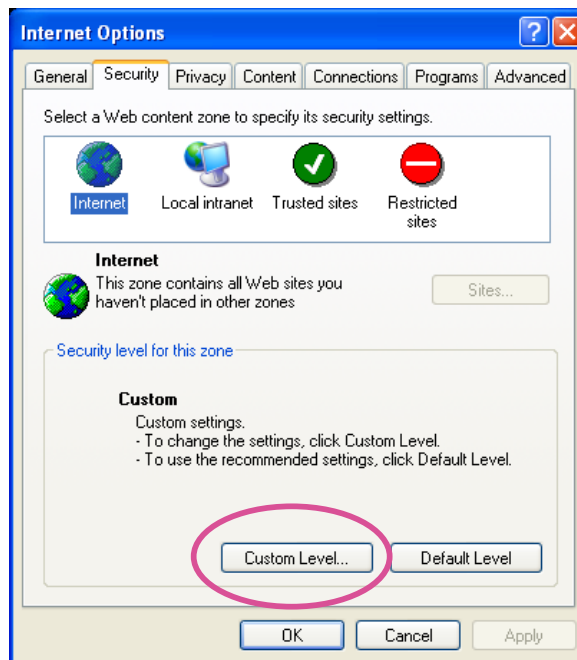 Internet Options
?
X
General Security Privacy Content Connections Programs Advanced
Select a Web content zone to specify its security settings.
Internet Local intranet Trusted sites Restricted
sites
Internet
This zone contains all Web sites you
haven't placed in other zones
Sites...
Security level for this zone
Custom
Custom settings.
- To change the settings, click Custom Level.
- To use the recommended settings, click Default Level.
Custom Level... Default Level
OK Cancel Apply